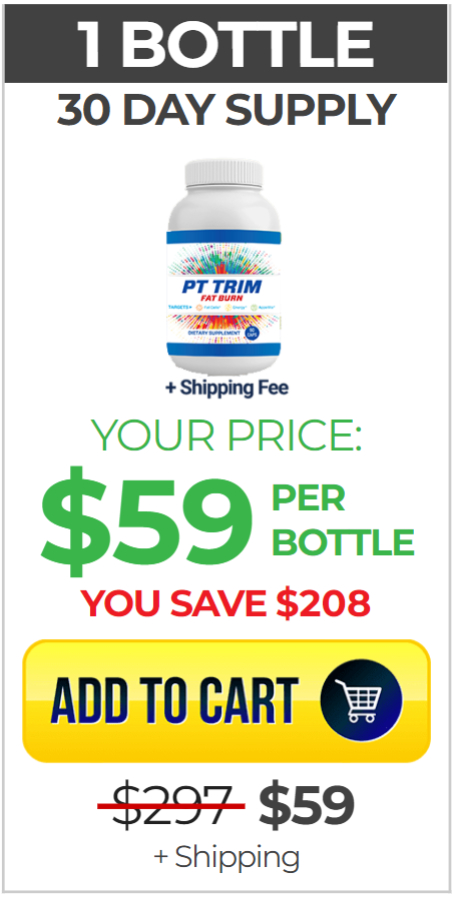 1 BOTTLE
30 DAY SUPPLY
PT TRIM
FAT BURN
TARGETS
DIETARY SUPPLEMENT
+ Shipping Fee
YOUR PRICE:
$59 PER
BOTTLE
YOU SAVE $208
ADD TO CART
$297 $59
+ Shipping